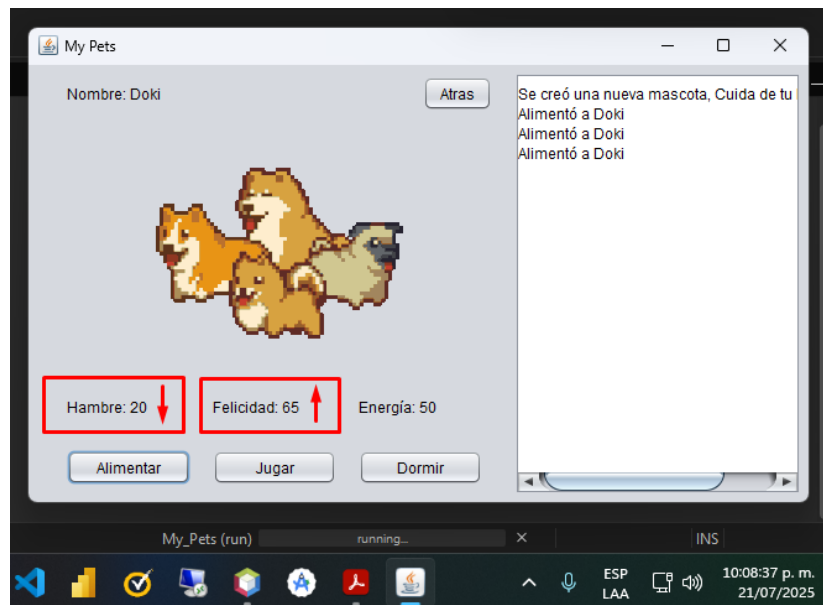 My Pets
Nombre: Doki
Atras
Se creó una nueva mascota, Cuida de tu
Alimentó a Doki
Alimentó a Doki
Alimentó a Doki
Hambre: 20
Felicidad: 65
Energía: 50
Alimentar
Jugar
Dormir
My_Pets (run)
running...
INS
ESP
LAA
10:08:37 p. m.
21/07/2025